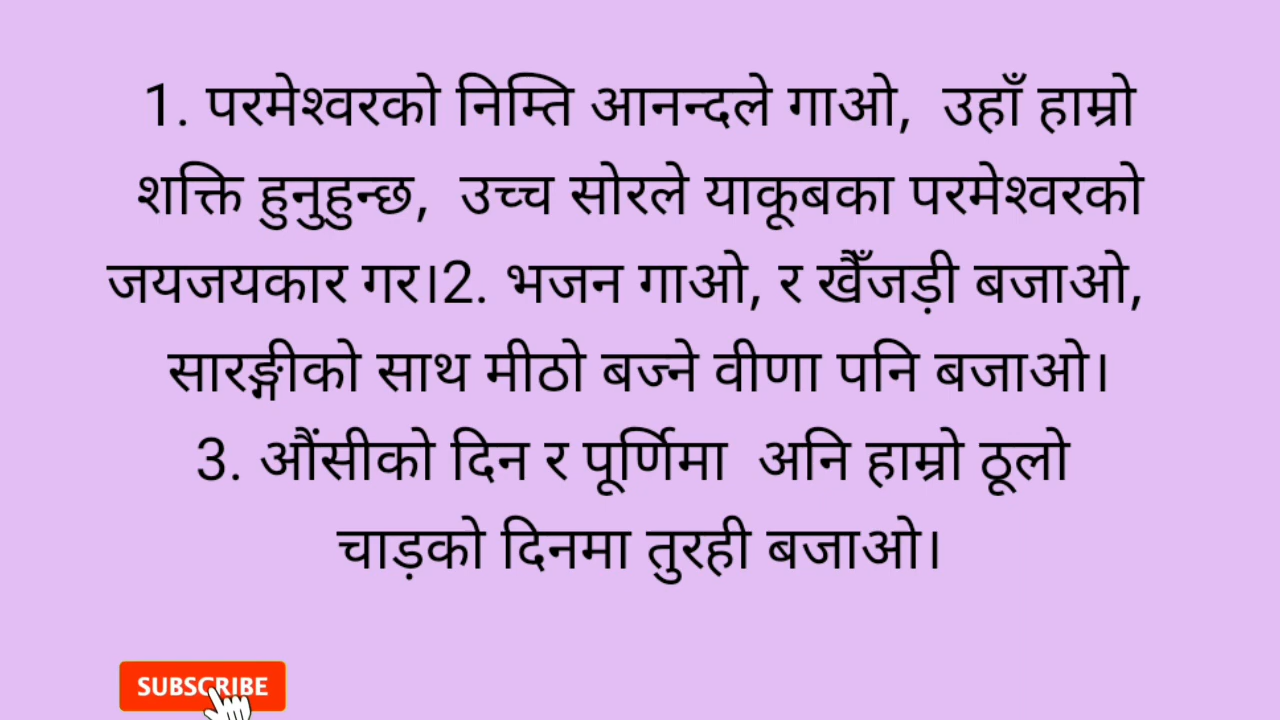 1. परमेश्वरको निम्ति आनन्दले गाओ, उहाँ हाम्रो
शक्ति हुनुहुन्छ, उच्च सोरले याकूबका परमेश्वरको
जयजयकार गर।2. भजन गाओ, र खैँजड़ी बजाओ,
सारङ्गीको साथ मीठो बज्ने वीणा पनि बजाओ।
3. औंसीको दिन र पूर्णिमा अनि हाम्रो ठूलो
चाड़को दिनमा तुरही बजाओ।
SUBSCRIBE